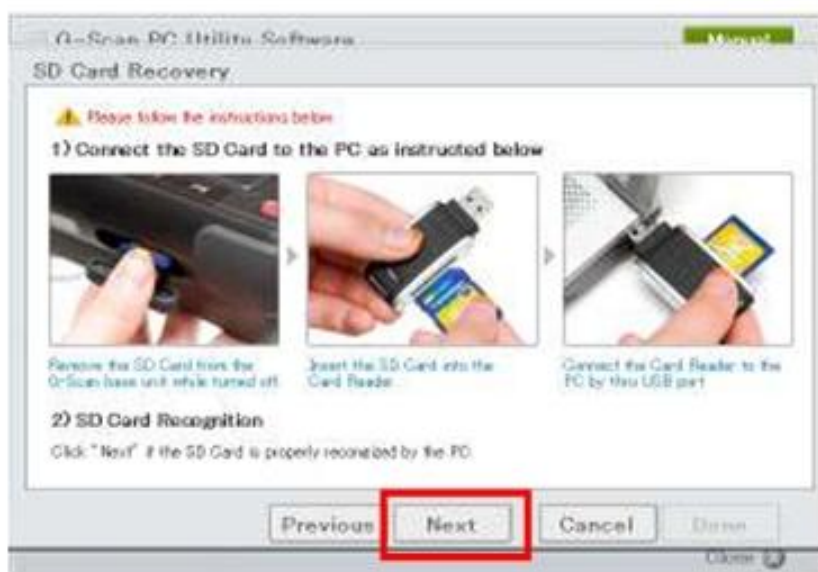 G-Scan PC Utility Software
Manual
SD Card Recovery
Please follow the instructions below
1) Connect the SD Card to the PC as instructed below
Remove the SD Card from the
G-Scan base unit while turned off.
Insert the SD Card into the
Card Reader
Connect the Card Reader to the
PC by thru USB port
2) SD Card Recognition
Click "Next" if the SD Card is properly recongized by the PC.
Previous
Next
Cancel
Done
Close